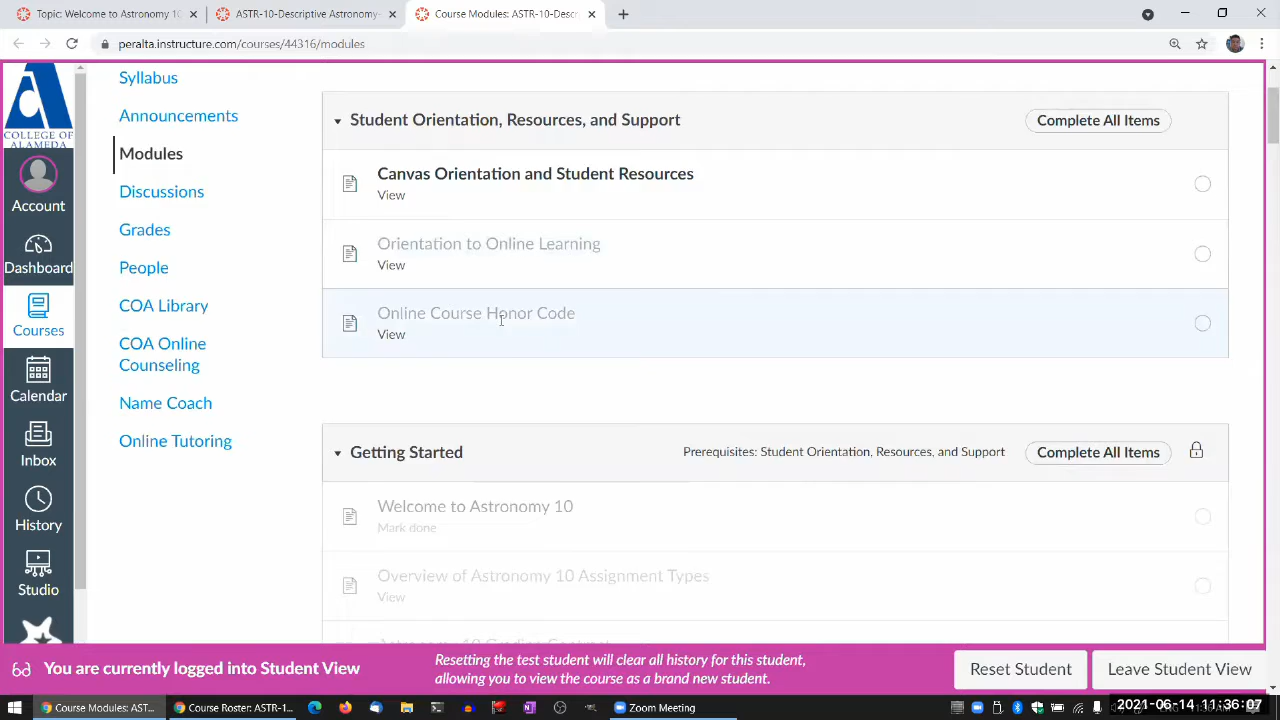 Topic: Welcome to Astronomy 10
ASTR-10-Descriptive Astronomy-
Course Modules: ASTR-10-Descr
peralta.instructure.com/courses/44316/modules
COLLEGE OF
ALAMEDA
Account
Dashboard
Courses
Calendar
Inbox
History
Studio
Syllabus
Announcements
Modules
Discussions
Grades
People
COA Library
COA Online
Counseling
Name Coach
Online Tutoring
Student Orientation, Resources, and Support
Complete All Items
Canvas Orientation and Student Resources
View
Orientation to Online Learning
View
Online Course Honor Code
View
Getting Started
Prerequisites: Student Orientation, Resources, and Support
Complete All Items
Welcome to Astronomy 10
Mark done
Overview of Astronomy 10 Assignment Types
View
Astronomy 10 Grading Contract
You are currently logged into Student View
Resetting the test student will clear all history for this student,
allowing you to view the course as a brand new student.
Reset Student
Leave Student View
Course Modules: AST...
Course Roster: ASTR-1...
Zoom Meeting
2021-06-14 11:36:07